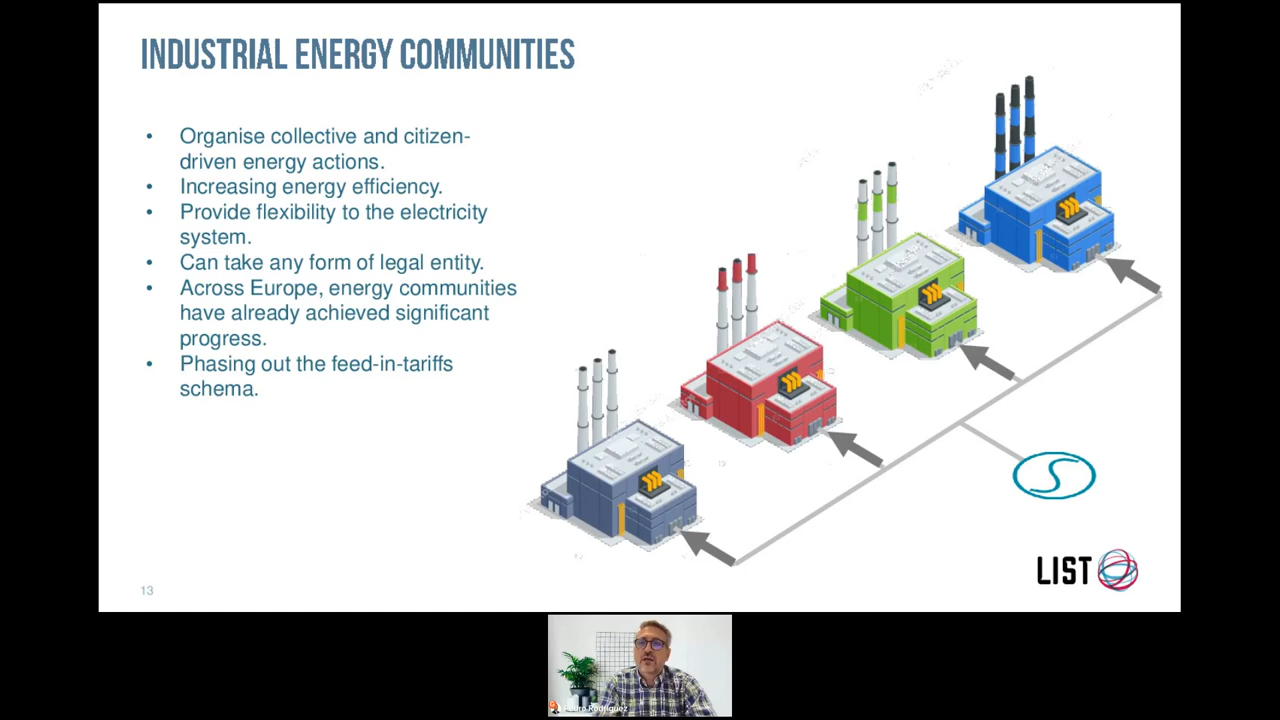 INDUSTRIAL ENERGY COMMUNITIES
• Organise collective and citizen-
driven energy actions.
• Increasing energy efficiency.
• Provide flexibility to the electricity
system.
• Can take any form of legal entity.
• Across Europe, energy communities
have already achieved significant
progress.
• Phasing out the feed-in-tariffs
schema.
S
LIST
13
Pedro Rodriguez